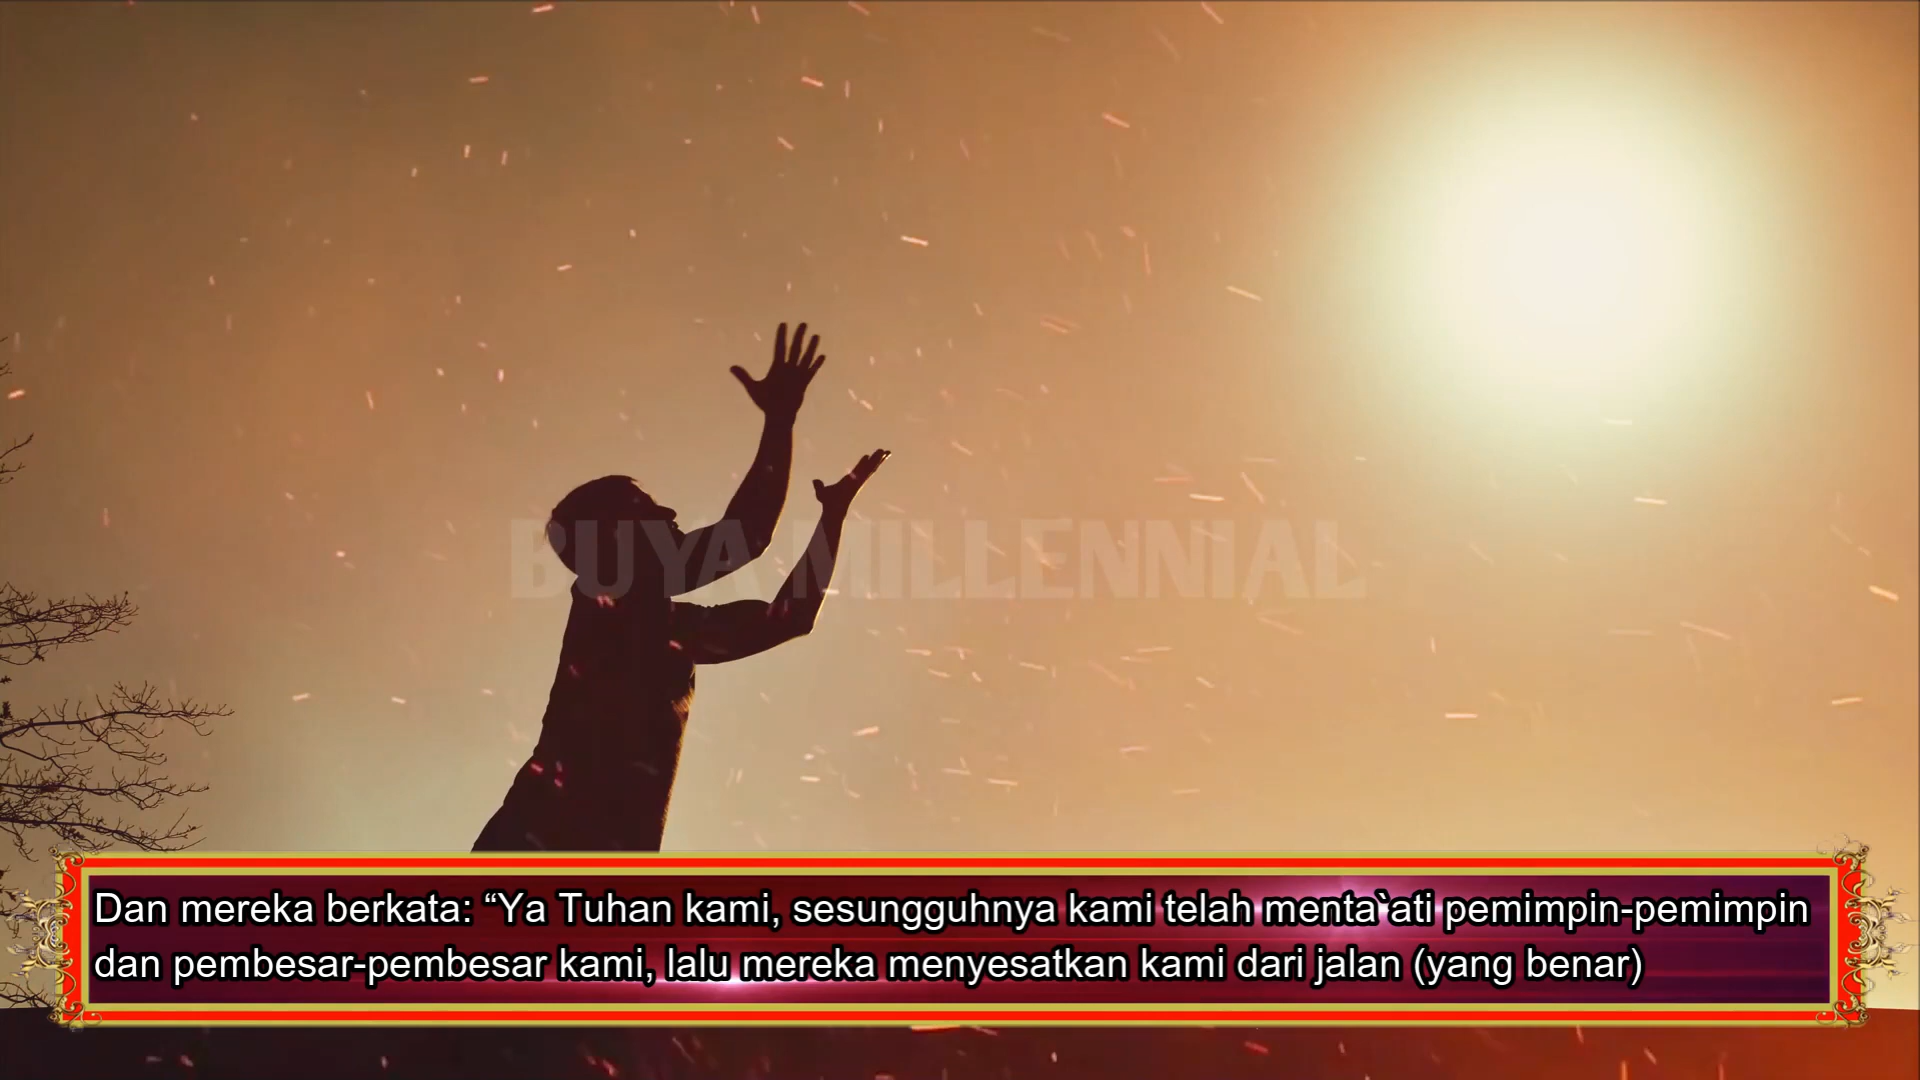 BUYA MILLENNIAL
Dan mereka berkata: “Ya Tuhan kami, sesungguhnya kami telah menta`ati pemimpin-pemimpin
dan pembesar-pembesar kami, lalu mereka menyesatkan kami dari jalan (yang benar)